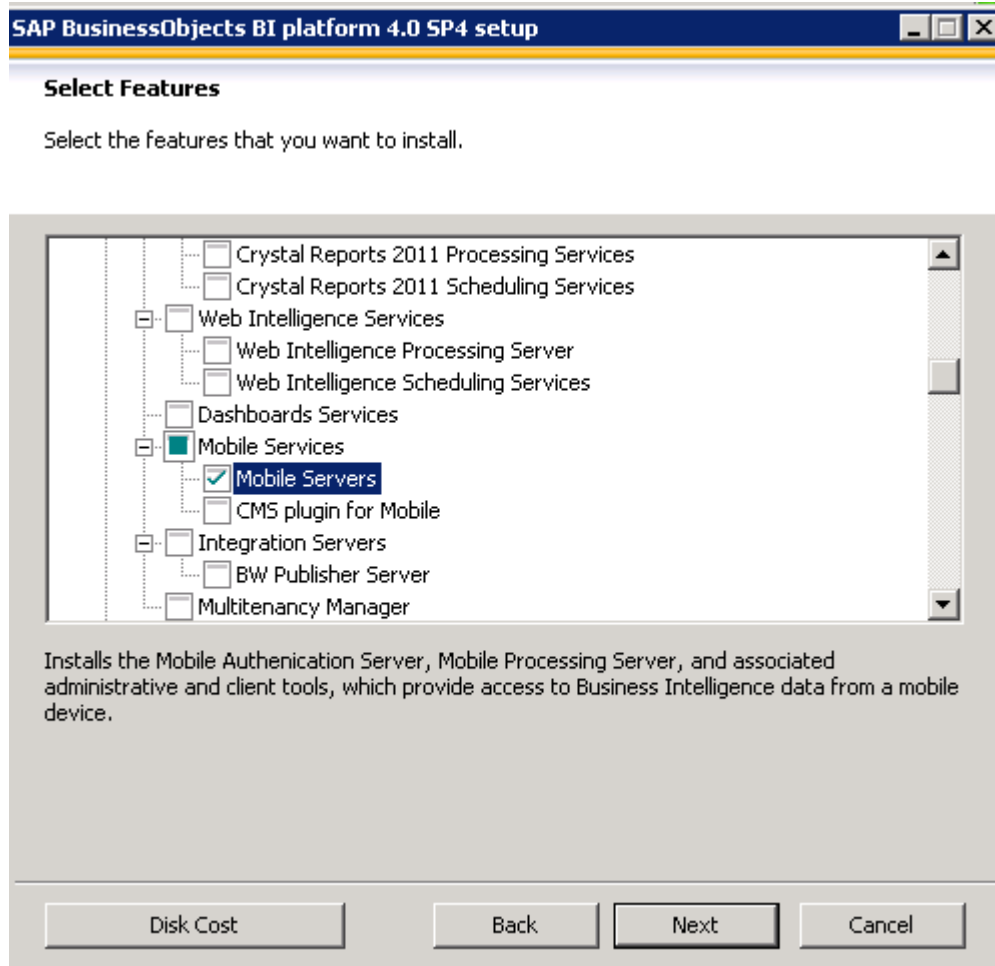 SAP BusinessObjects BI platform 4.0 SP4 setup
Select Features
Select the features that you want to install.
Crystal Reports 2011 Processing Services
Crystal Reports 2011 Scheduling Services
Web Intelligence Services
Web Intelligence Processing Server
Web Intelligence Scheduling Services
Dashboards Services
Mobile Services
Mobile Servers
CMS plugin for Mobile
Integration Servers
BW Publisher Server
Multitenancy Manager
Installs the Mobile Authenication Server, Mobile Processing Server, and associated
administrative and client tools, which provide access to Business Intelligence data from a mobile
device.
Disk Cost
Back
Next
Cancel